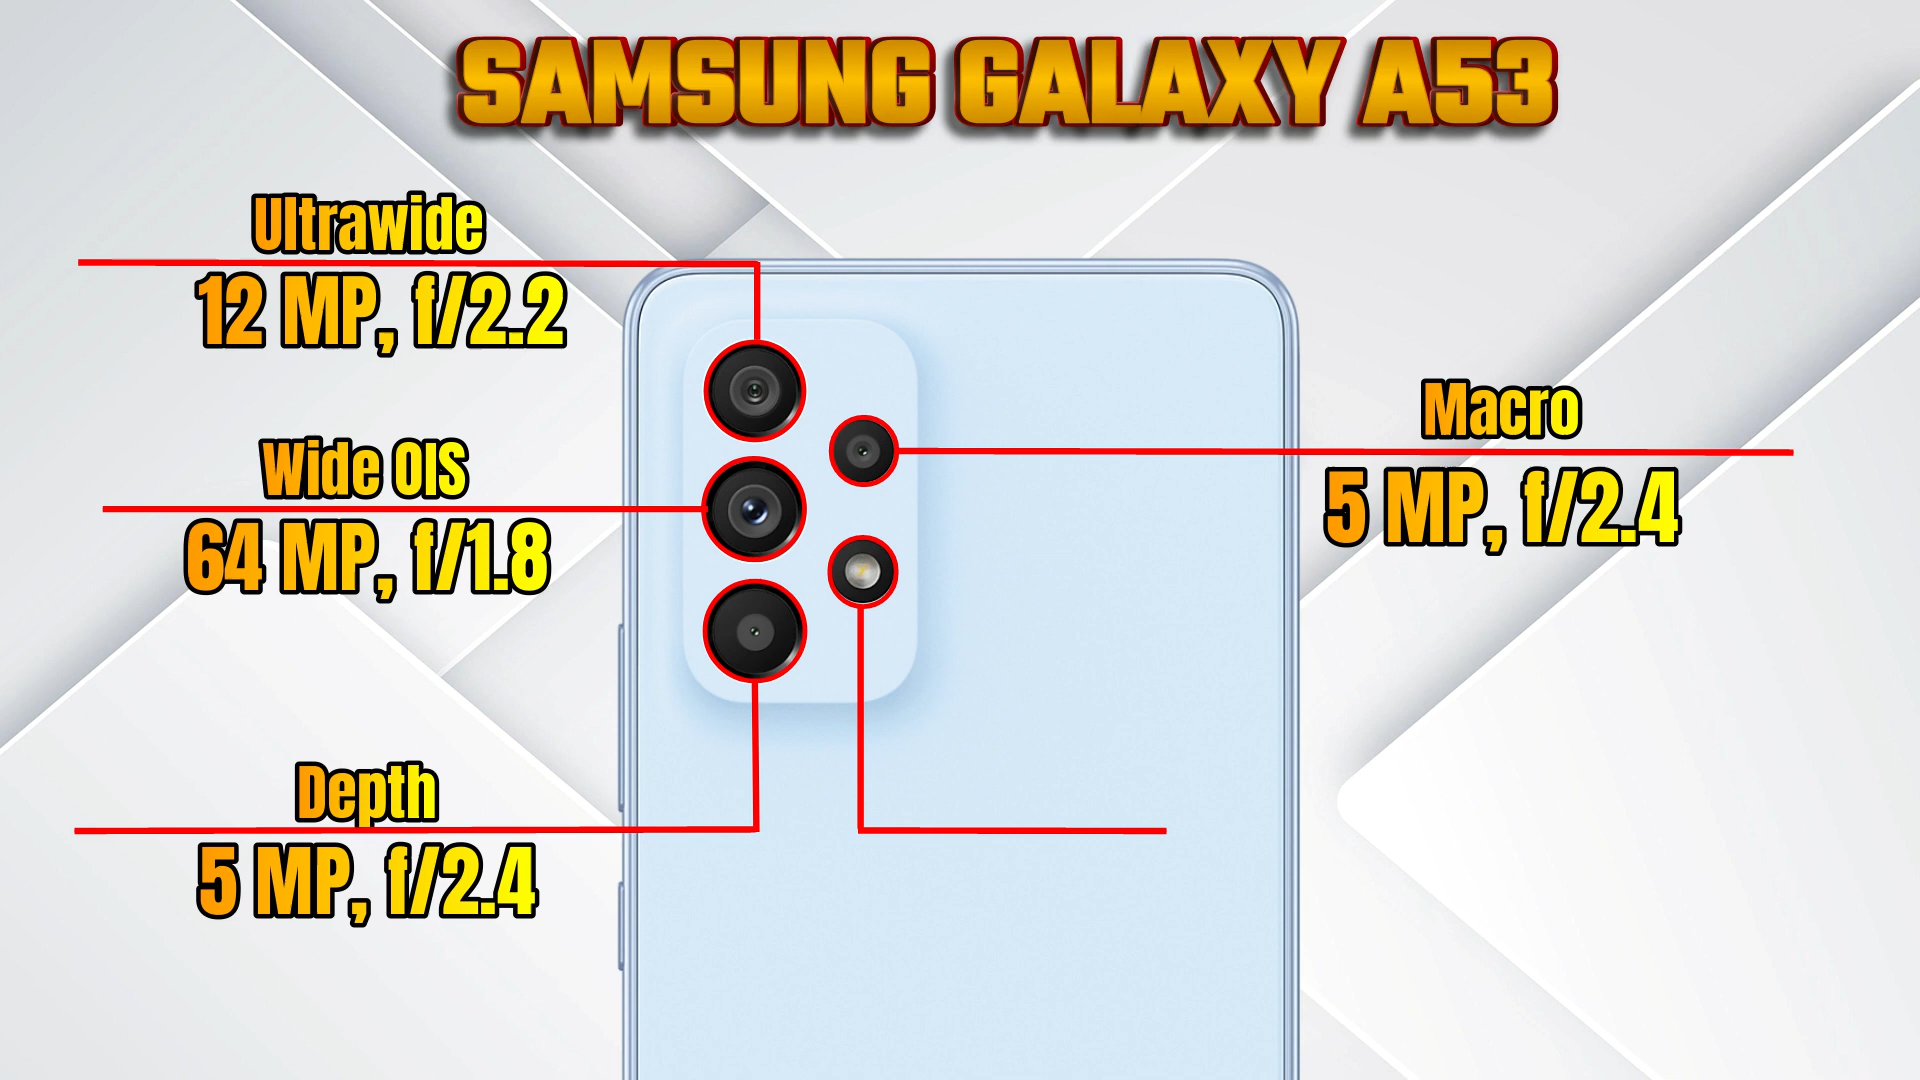 SAMSUNG GALAXY A53
Ultrawide
12 MP, f/2.2
Wide OIS
64 MP, f/1.8
Depth
5 MP, f/2.4
Macro
5 MP, f/2.4